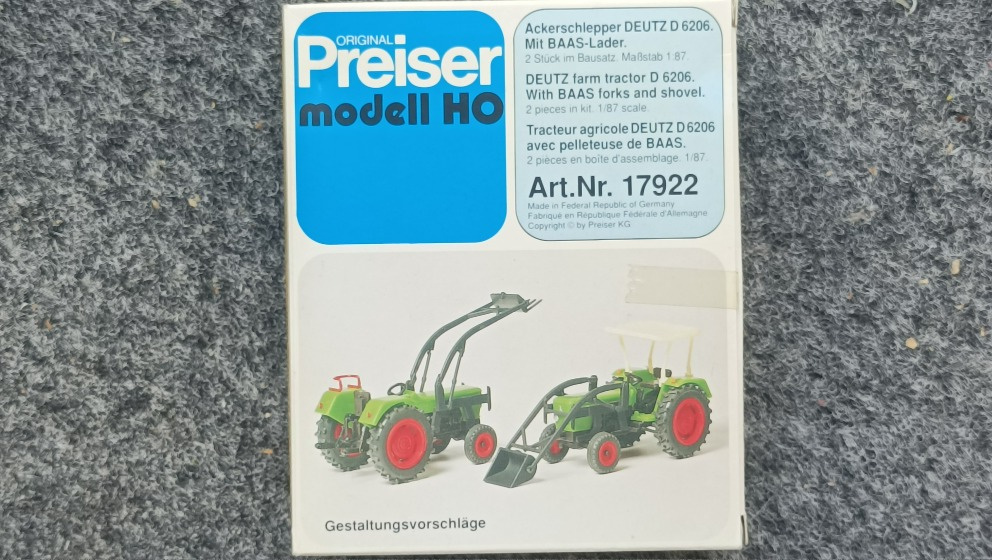 ORIGINAL
Preiser
modell HO
Ackerschlepper DEUTZ D 6206.
Mit BAAS-Lader.
2 Stück im Bausatz. Maßstab 1:87.
DEUTZ farm tractor D 6206.
With BAAS forks and shovel.
2 pieces in kit. 1/87 scale.
Tracteur agricole DEUTZ D 6206
avec pelleteuse de BAAS.
2 pièces en boîte d'assemblage. 1/87.
Art.Nr. 17922
Made in Federal Republic of Germany
Fabriqué en République Fédérale d'Allemagne
Copyright © by Preiser KG
Gestaltungsvorschläge